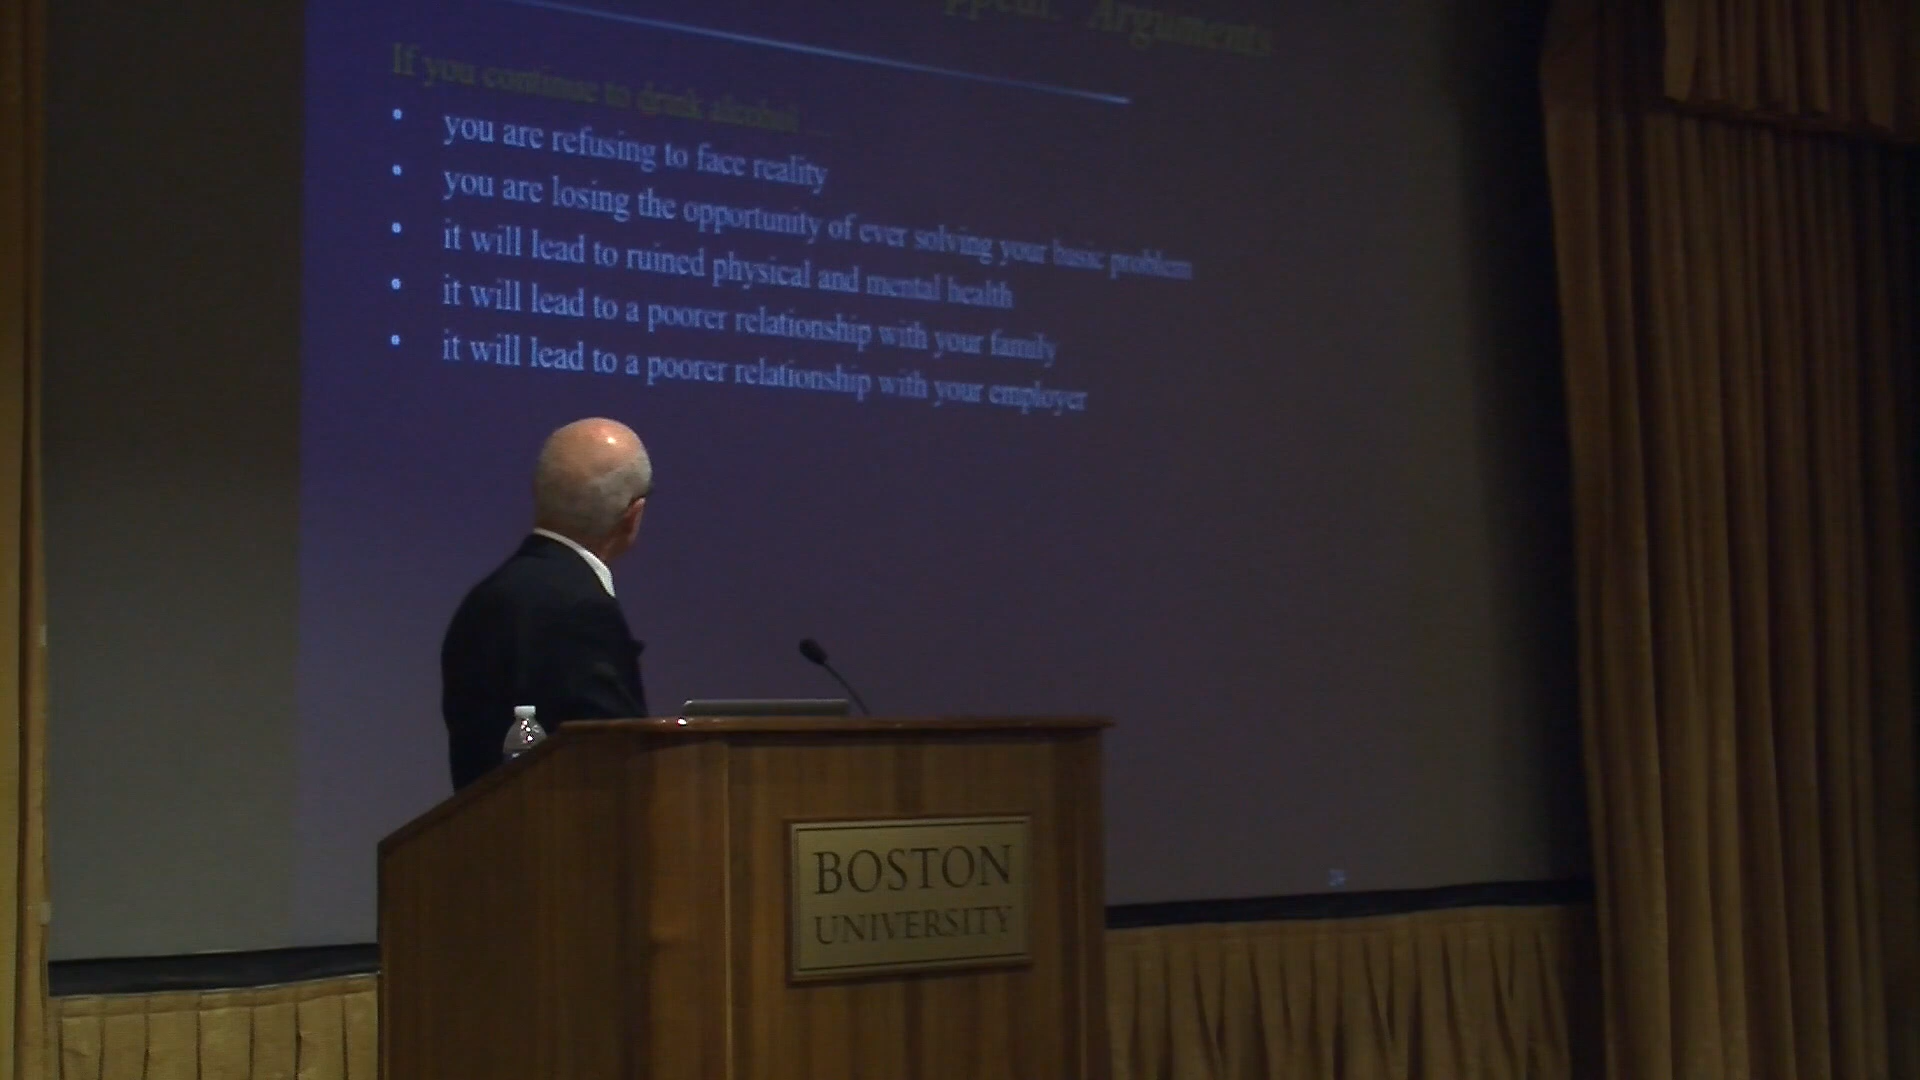 Arguments
If you continue to drink alcohol ...
• you are refusing to face reality
• you are losing the opportunity of ever solving your basic problem
• it will lead to ruined physical and mental health
• it will lead to a poorer relationship with your family
• it will lead to a poorer relationship with your employer
BOSTON
UNIVERSITY